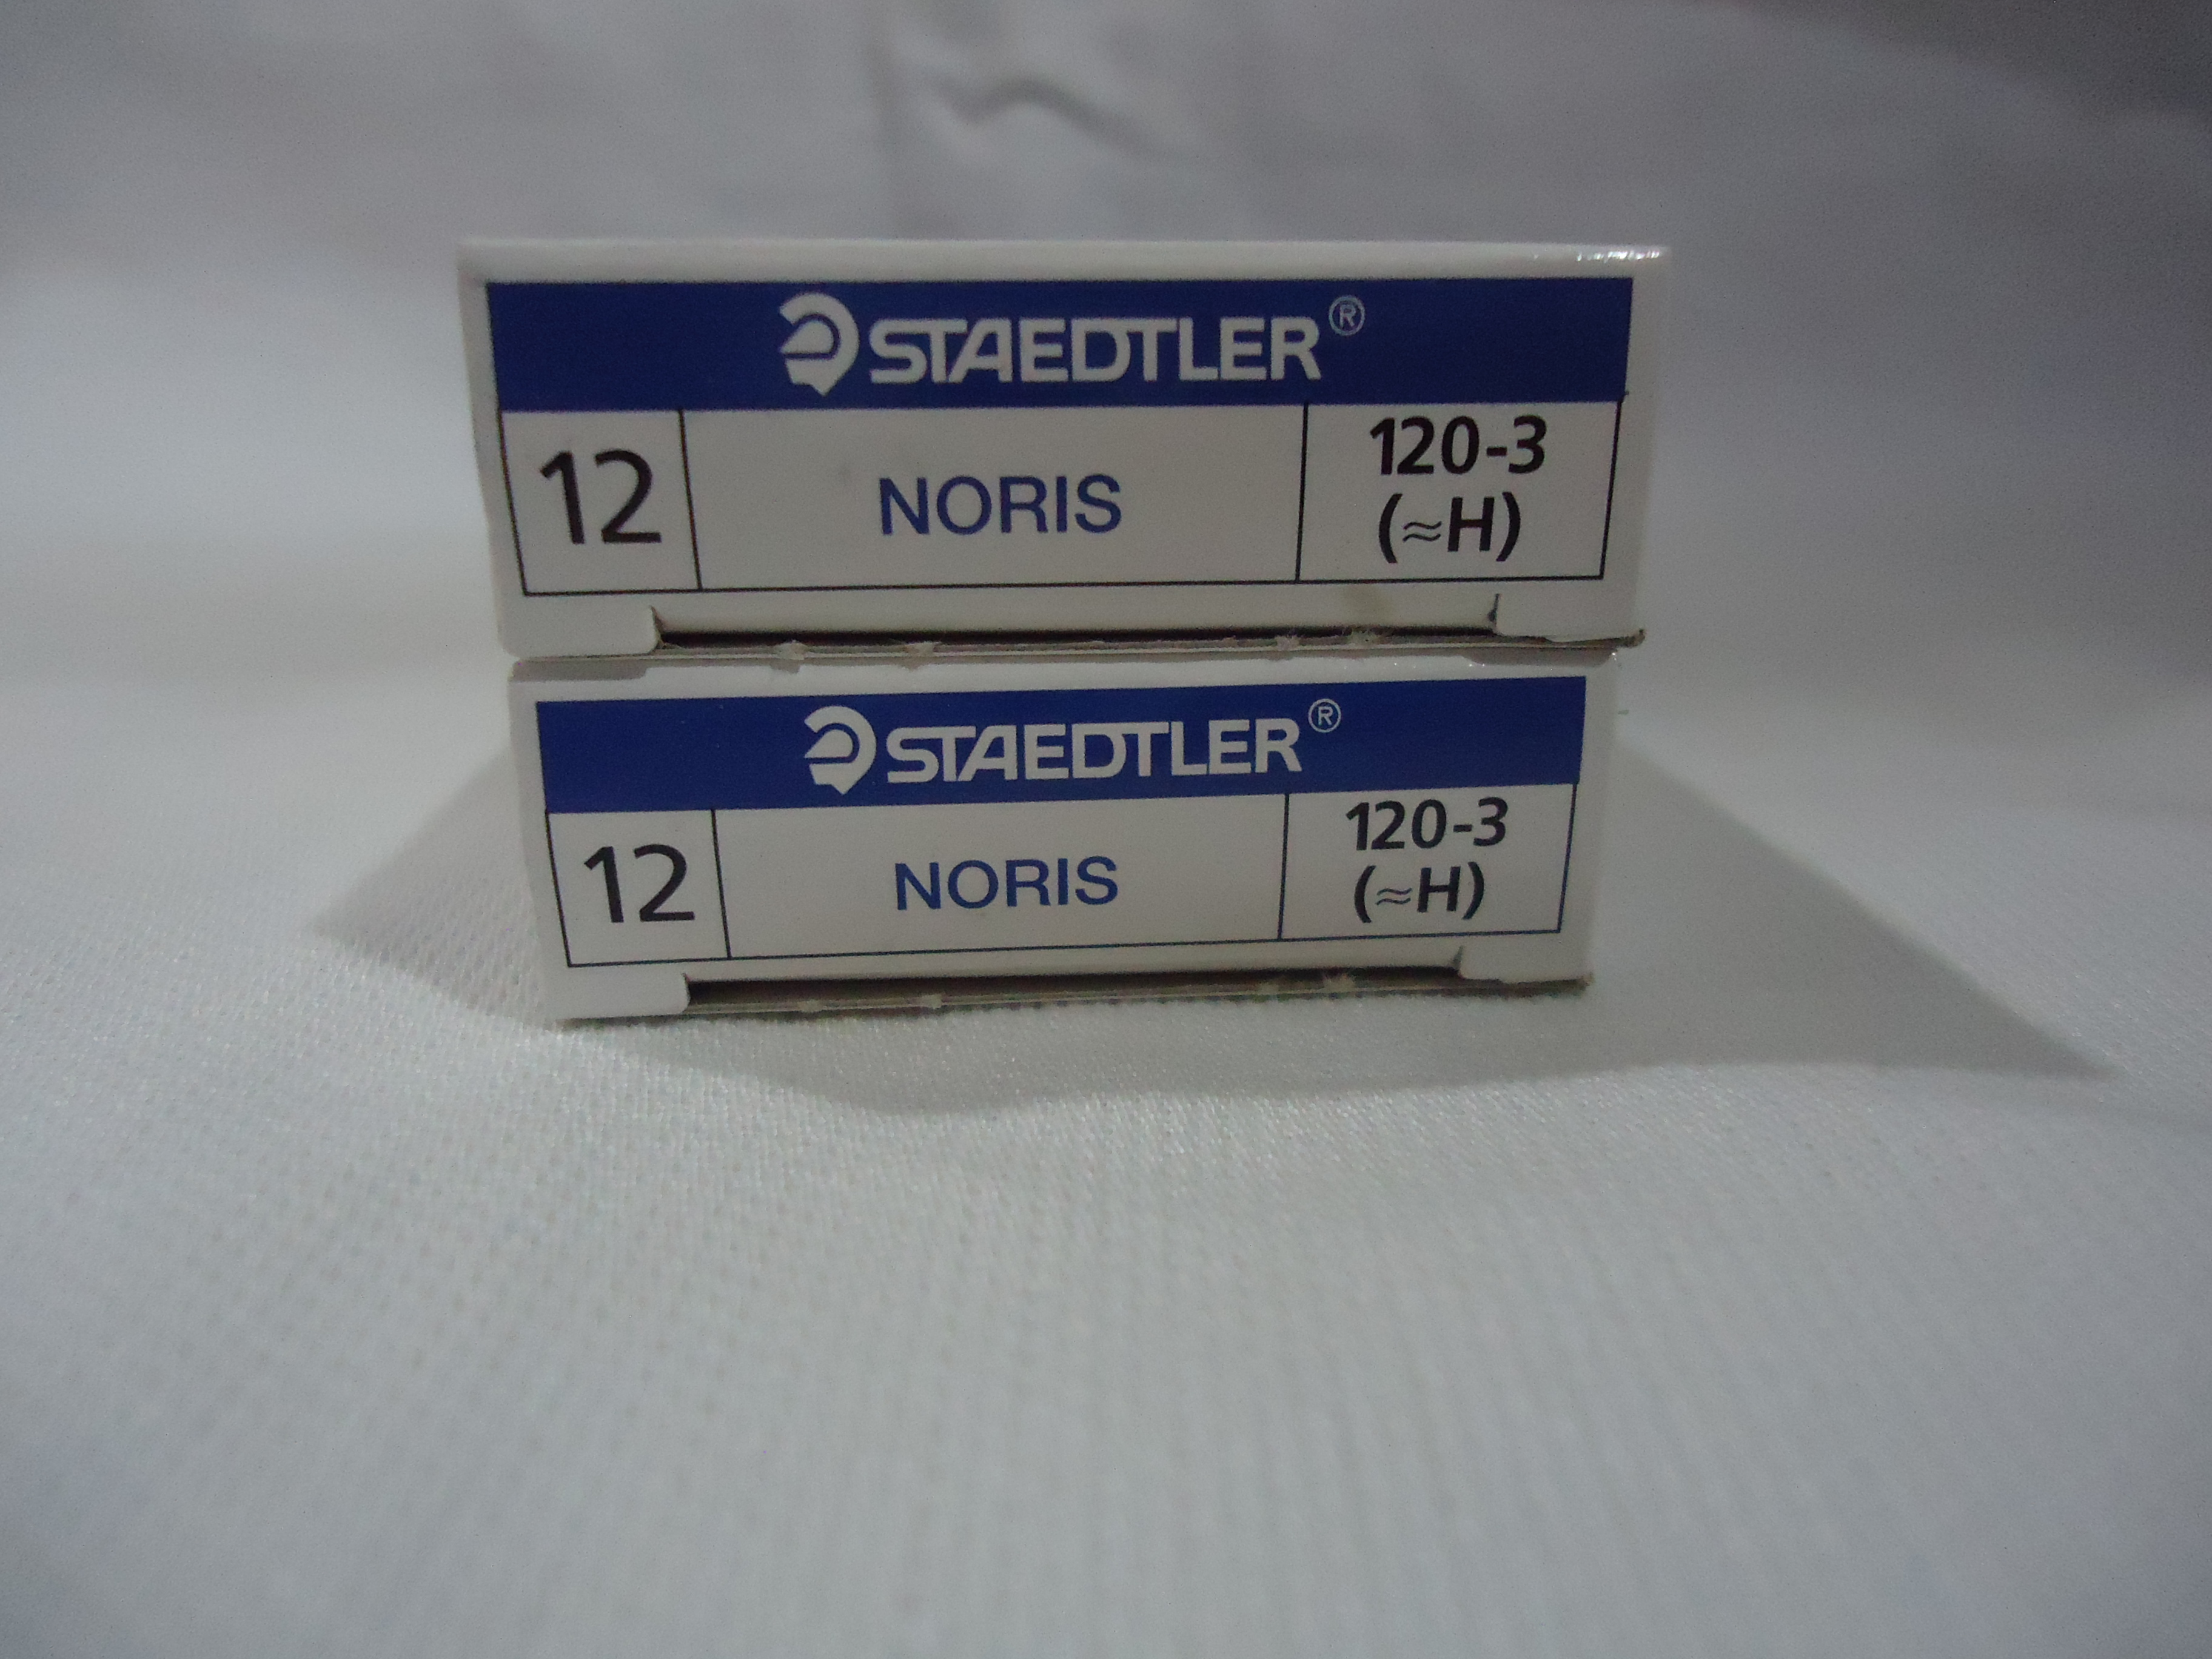 STAEDTLER®
12 NORIS 120-3
(≈H)
STAEDTLER®
12 NORIS 120-3
(≈H)